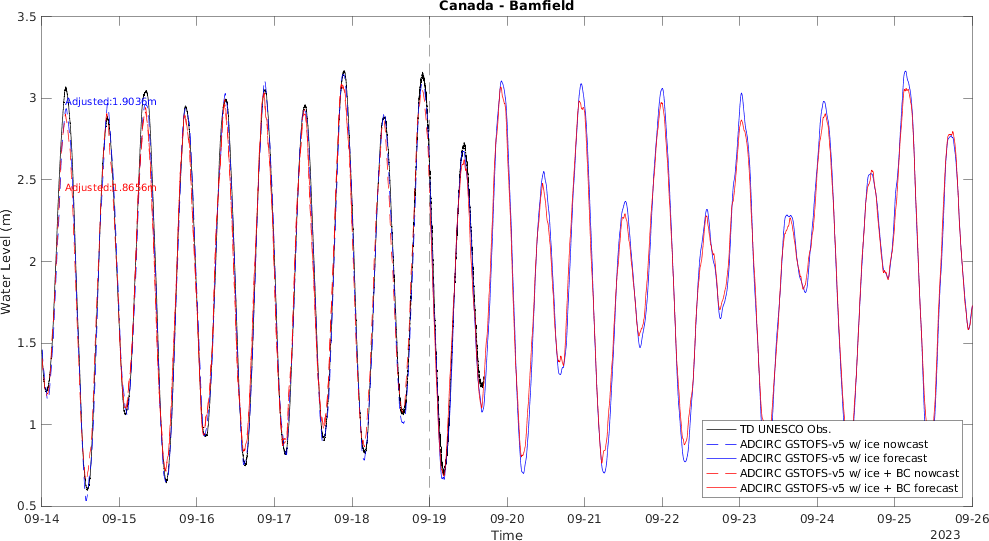 Canada - Bamfield
3.5
3
2.5
2
1.5
1
0.5
Water Level (m)
Adjusted:1.9036m
Adjusted:1.8656m
TD UNESCO Obs.
ADCIRC GSTOFS-v5 w/ ice nowcast
ADCIRC GSTOFS-v5 w/ ice forecast
ADCIRC GSTOFS-v5 w/ ice + BC nowcast
ADCIRC GSTOFS-v5 w/ ice + BC forecast
09-14 09-15 09-16 09-17 09-18 09-19 09-20 09-21 09-22 09-23 09-24 09-25 09-26
Time
2023